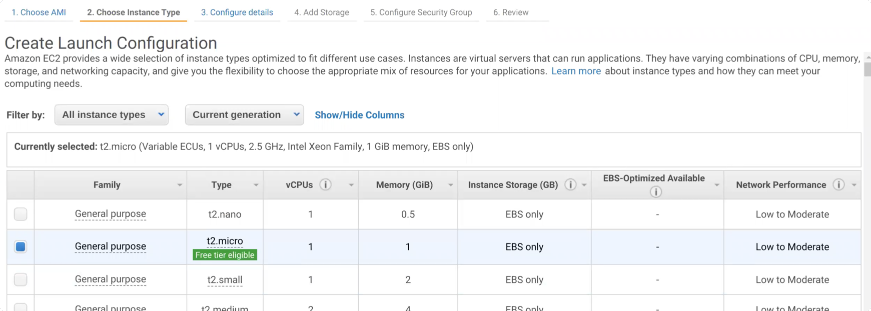 1. Choose AMI 2. Choose Instance Type 3. Configure details 4. Add Storage 5. Configure Security Group 6. Review
Create Launch Configuration
Amazon EC2 provides a wide selection of instance types optimized to fit different use cases. Instances are virtual servers that can run applications. They have varying combinations of CPU, memory,
storage, and networking capacity, and give you the flexibility to choose the appropriate mix of resources for your applications. Learn more about instance types and how they can meet your
computing needs.
Filter by: All instance types Current generation Show/Hide Columns
Currently selected: t2.micro (Variable ECUs, 1 vCPUs, 2.5 GHz, Intel Xeon Family, 1 GiB memory, EBS only)
Family Type vCPUs i Memory (GiB) Instance Storage (GB) i EBS-Optimized Available i Network Performance i
General purpose t2.nano 1 0.5 EBS only - Low to Moderate
General purpose t2.micro 1 1 EBS only - Low to Moderate
Free tier eligible
General purpose t2.small 1 2 EBS only - Low to Moderate
General purpose t2.medium 2 4 EBS only - Low to Moderate